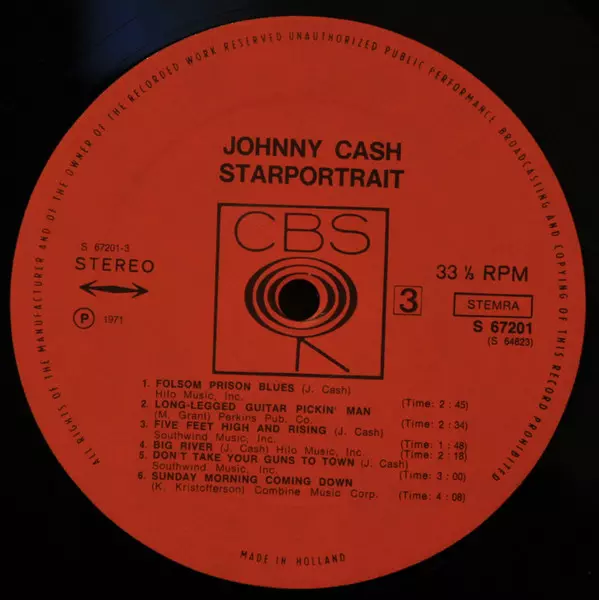 ALL RIGHTS OF THE MANUFACTURER AND OF THE OWNER OF THE RECORDED WORK RESERVED UNAUTHORIZED PUBLIC PERFORMANCE BROADCASTING AND COPYING OF THIS RECORD PROHIBITED
JOHNNY CASH
STARPORTRAIT
CBS
S 67201-3
STEREO
P 1971
3
33 ⅓ RPM
STEMRA
S 67201
(S 64623)
1. FOLSOM PRISON BLUES (J. Cash)
Hilo Music, Inc. (Time: 2 : 45)
2. LONG-LEGGED GUITAR PICKIN' MAN
(M. Grant) Perkins Pub. Co. (Time: 2 : 34)
3. FIVE FEET HIGH AND RISING (J. Cash)
Southwind Music, Inc. (Time: 1 : 48)
4. BIG RIVER (J. Cash) Hilo Music, Inc. (Time: 2 : 18)
5. DON'T TAKE YOUR GUNS TO TOWN (J. Cash)
Southwind Music, Inc. (Time: 3 : 00)
6. SUNDAY MORNING COMING DOWN
(K. Kristofferson) Combine Music Corp. (Time: 4 : 08)
MADE IN HOLLAND